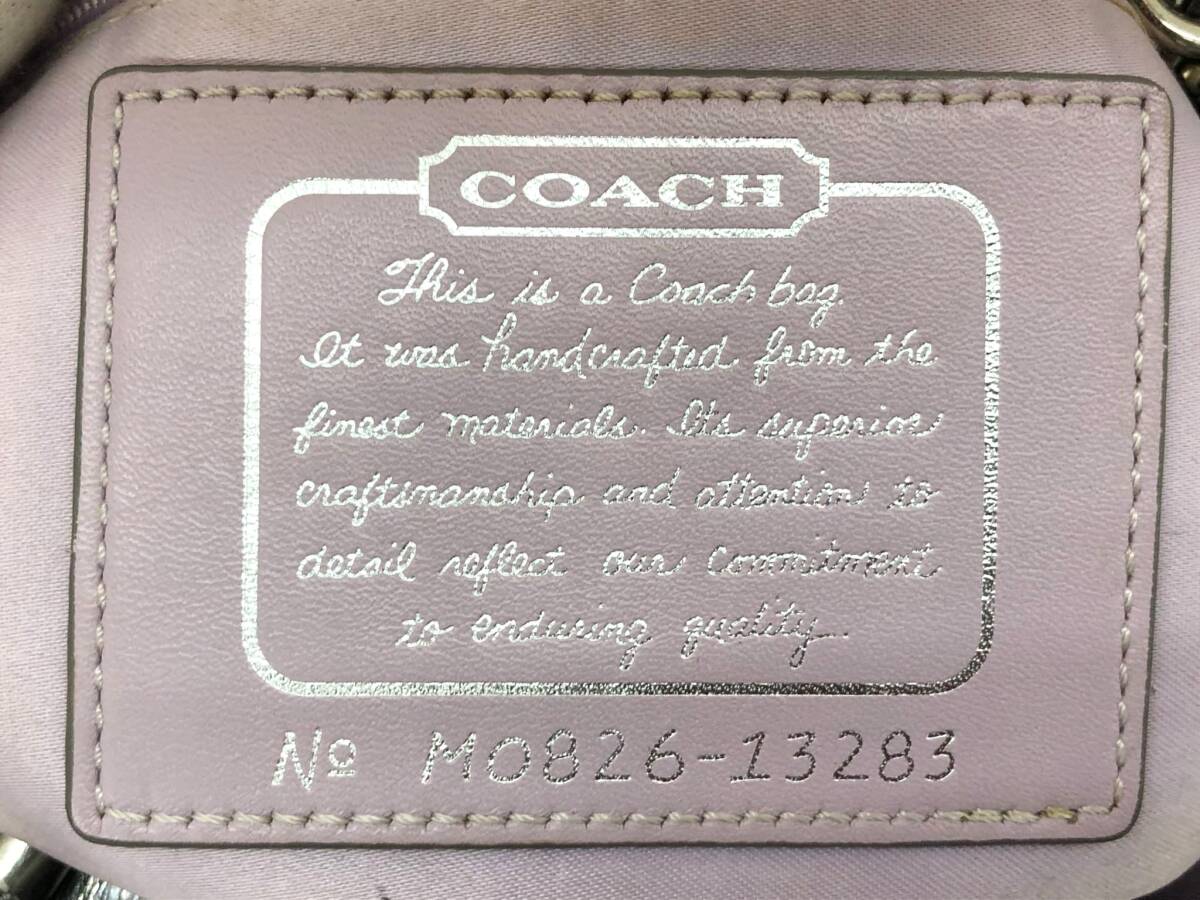 COACH
This is a Coach bag.
It was handcrafted from the
finest materials. Its superior
craftsmanship and attention to
detail reflect our commitment
to enduring quality.
Nº M0826-13283